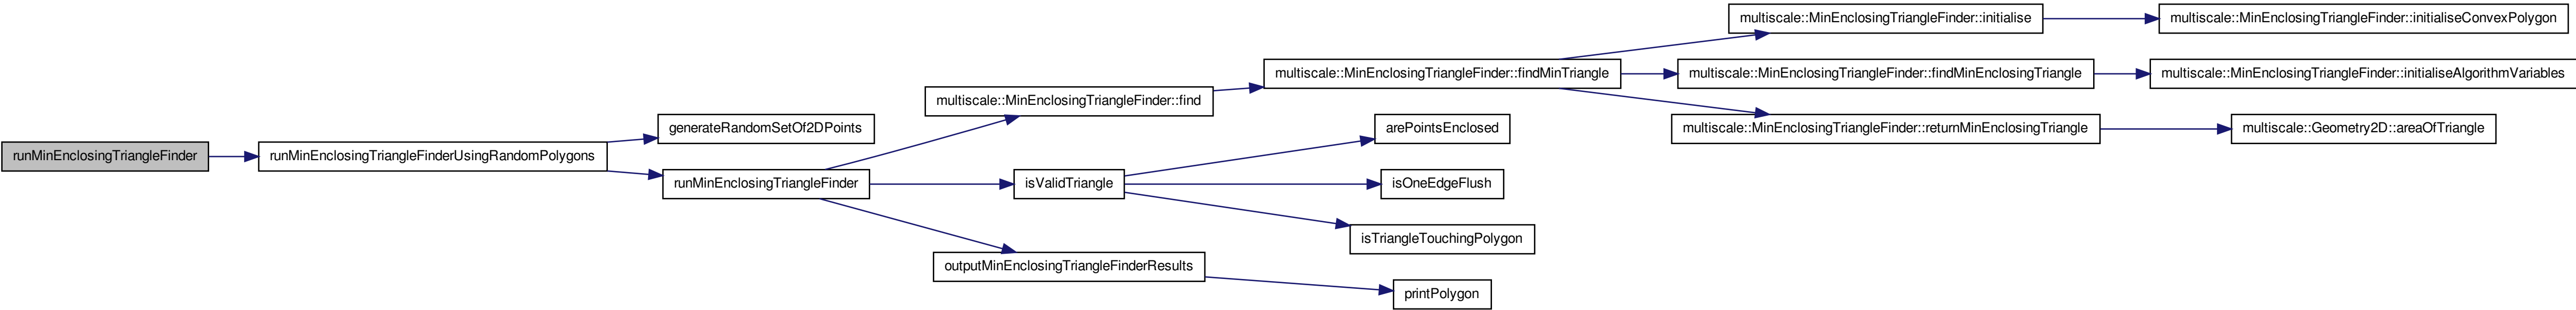 runMinEnclosingTriangleFinder
runMinEnclosingTriangleFinderUsingRandomPolygons
generateRandomSetOf2DPoints
runMinEnclosingTriangleFinder
multiscale::MinEnclosingTriangleFinder::find
isValidTriangle
outputMinEnclosingTriangleFinderResults
multiscale::MinEnclosingTriangleFinder::findMinTriangle
arePointsEnclosed
isOneEdgeFlush
isTriangleTouchingPolygon
printPolygon
multiscale::MinEnclosingTriangleFinder::initialise
multiscale::MinEnclosingTriangleFinder::findMinEnclosingTriangle
multiscale::MinEnclosingTriangleFinder::returnMinEnclosingTriangle
multiscale::MinEnclosingTriangleFinder::initialiseConvexPolygon
multiscale::MinEnclosingTriangleFinder::initialiseAlgorithmVariables
multiscale::Geometry2D::areaOfTriangle